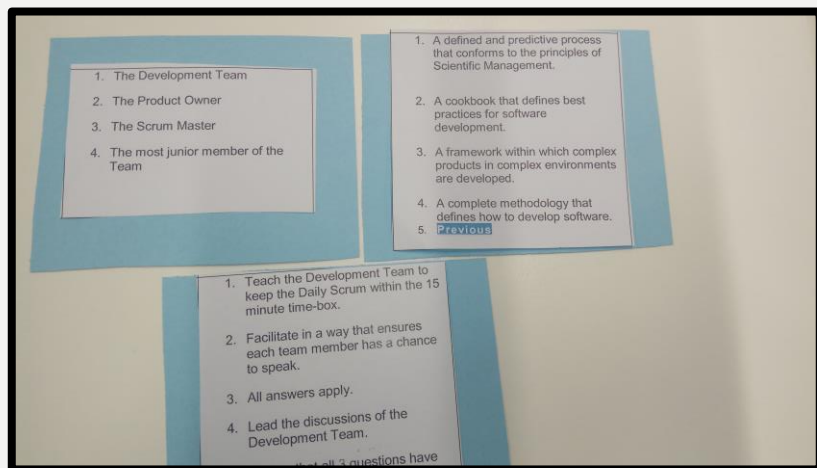 1. The Development Team
2. The Product Owner
3. The Scrum Master
4. The most junior member of the
Team
1. A defined and predictive process
that conforms to the principles of
Scientific Management.
2. A cookbook that defines best
practices for software
development.
3. A framework within which complex
products in complex environments
are developed.
4. A complete methodology that
defines how to develop software.
5. Previous
1. Teach the Development Team to
keep the Daily Scrum within the 15
minute time-box.
2. Facilitate in a way that ensures
each team member has a chance
to speak.
3. All answers apply.
4. Lead the discussions of the
Development Team.
that all 3 questions have